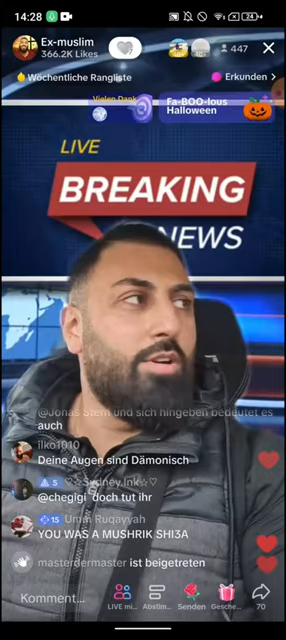 14:28
24
Ex-muslim
366.2K Likes
447
Wöchentliche Rangliste
Erkunden >
Vielen Dank
Fa-BOO-lous
Halloween
LIVE
BREAKING
NEWS
@Jonas Stern und sich hingeben bedeutet es
auch
ilko1010
Deine Augen sind Dämonisch
5 ♡☆Sydney.Ink☆♡
@chegigi doch tut ihr
15 Umm Ruqayyah
YOU WAS A MUSHRIK SHI3A
masterdermaster ist beigetreten
Komment...
LIVE mi...
Abstim...
Senden
Gesche...
70